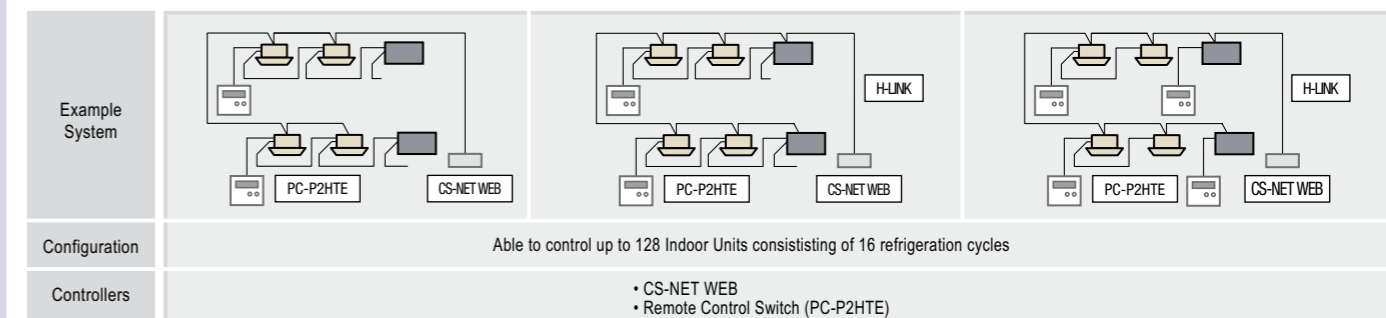 Example
System
PC-P2HTE
CS-NET WEB
H-LINK
PC-P2HTE
CS-NET WEB
H-LINK
PC-P2HTE
CS-NET WEB
Configuration
Able to control up to 128 Indoor Units consististing of 16 refrigeration cycles
Controllers
• CS-NET WEB
• Remote Control Switch (PC-P2HTE)